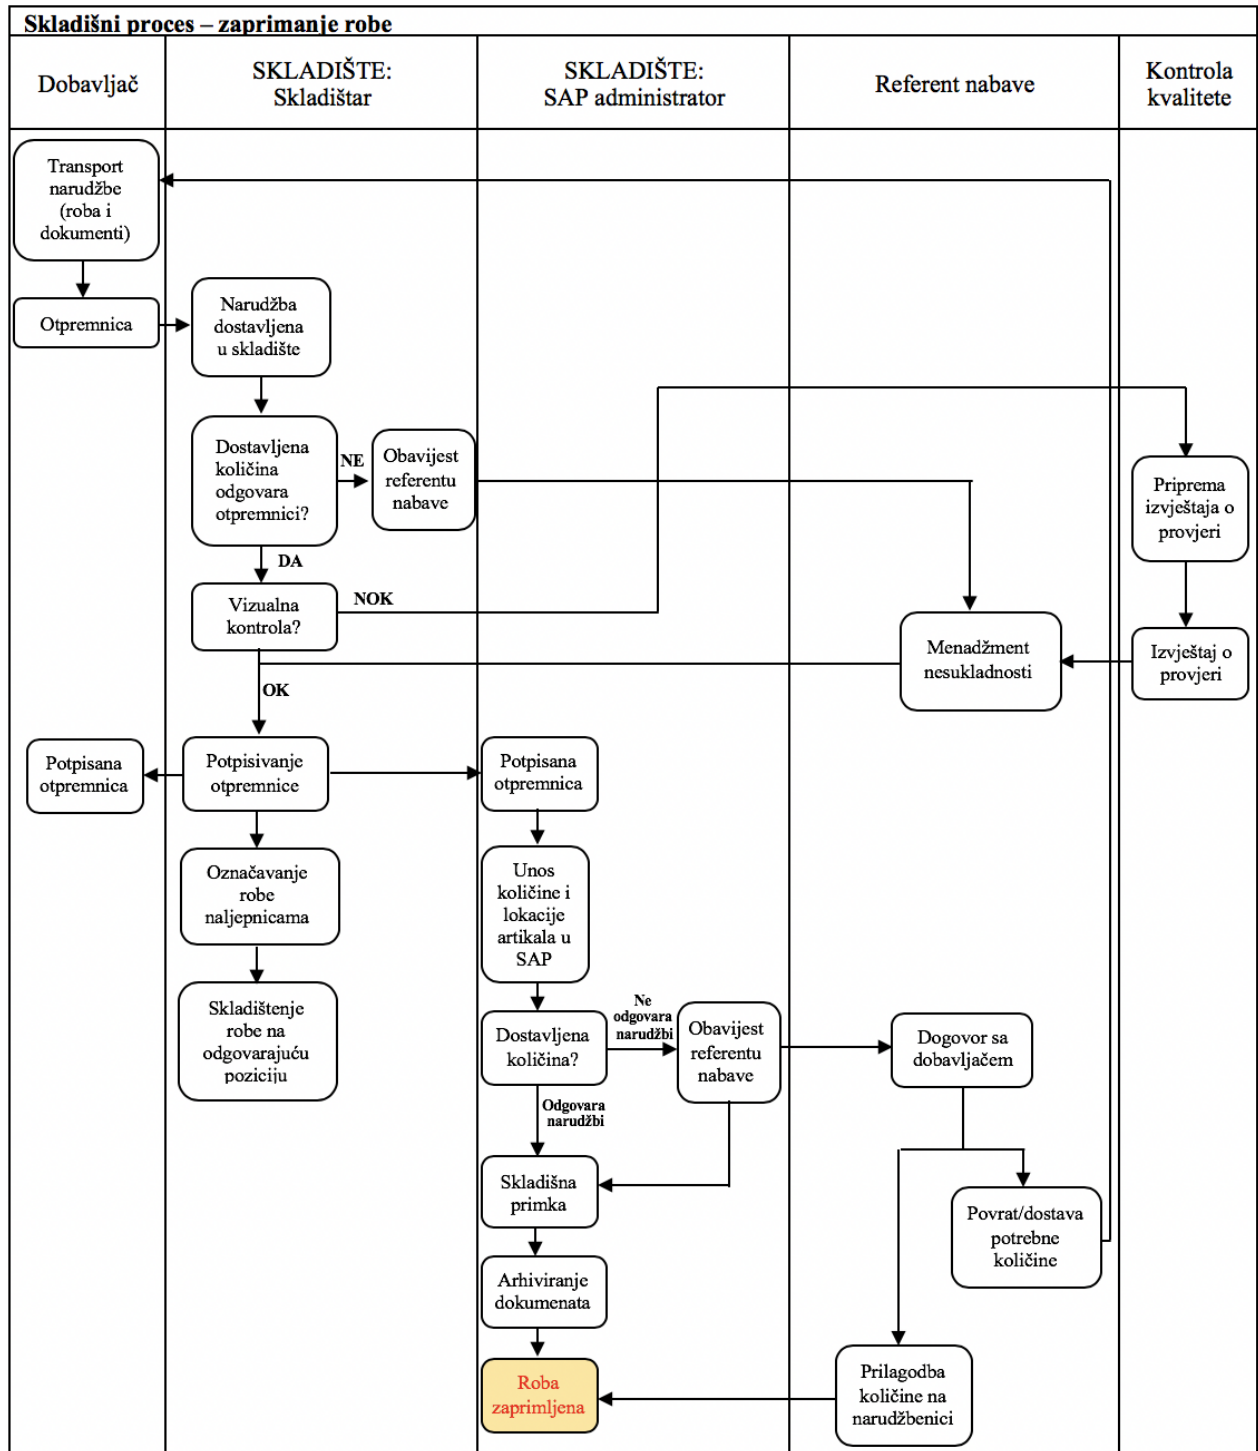 Skladišni proces – zaprimanje robe
Dobavljač
SKLADIŠTE:
Skladištar
SKLADIŠTE:
SAP administrator
Referent nabave
Kontrola
kvalitete
Transport
narudžbe
(roba i
dokumenti)
Otpremnica
Narudžba
dostavljena
u skladište
Dostavljena
količina
odgovara
otpremnici?
NE
Obavijest
referentu
nabave
Priprema
izvještaja o
provjeri
DA
Vizualna
kontrola?
NOK
Menadžment
nesukladnosti
Izvještaj o
provjeri
OK
Potpisana
otpremnica
Potpisivanje
otpremnice
Potpisana
otpremnica
Označavanje
robe
naljepnicama
Unos
količine i
lokacije
artikala u
SAP
Skladištenje
robe na
odgovarajuću
poziciju
Dostavljena
količina?
Ne
odgovara
narudžbi
Obavijest
referentu
nabave
Dogovor sa
dobavljačem
Odgovara
narudžbi
Skladišna
primka
Povrat/dostava
potrebne
količine
Arhiviranje
dokumenata
Roba
zaprimljena
Prilagodba
količine na
narudžbenici